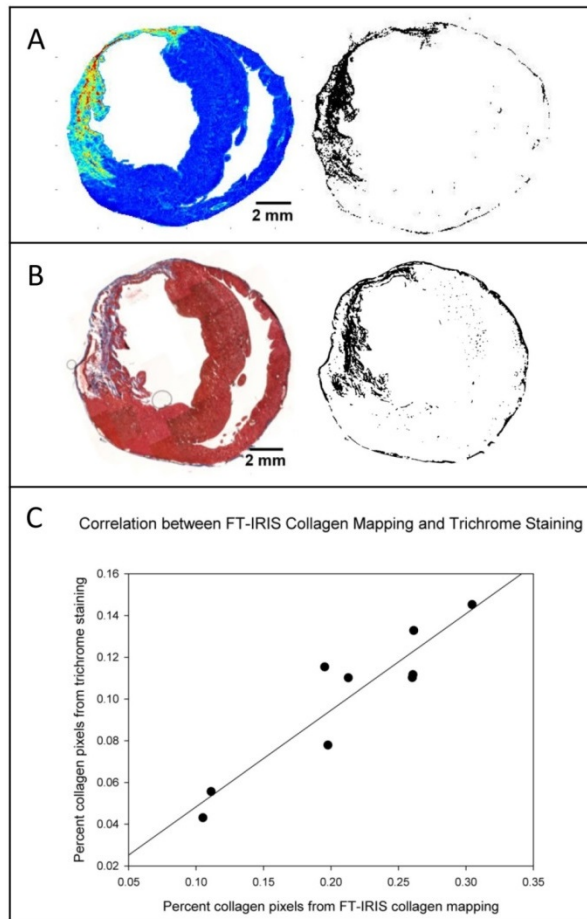 A
2 mm
B
2 mm
C
Correlation between FT-IRIS Collagen Mapping and Trichrome Staining
Percent collagen pixels from trichrome staining
0.16
0.14
0.12
0.10
0.08
0.06
0.04
0.02
0.05
0.10
0.15
0.20
0.25
0.30
0.35
Percent collagen pixels from FT-IRIS collagen mapping